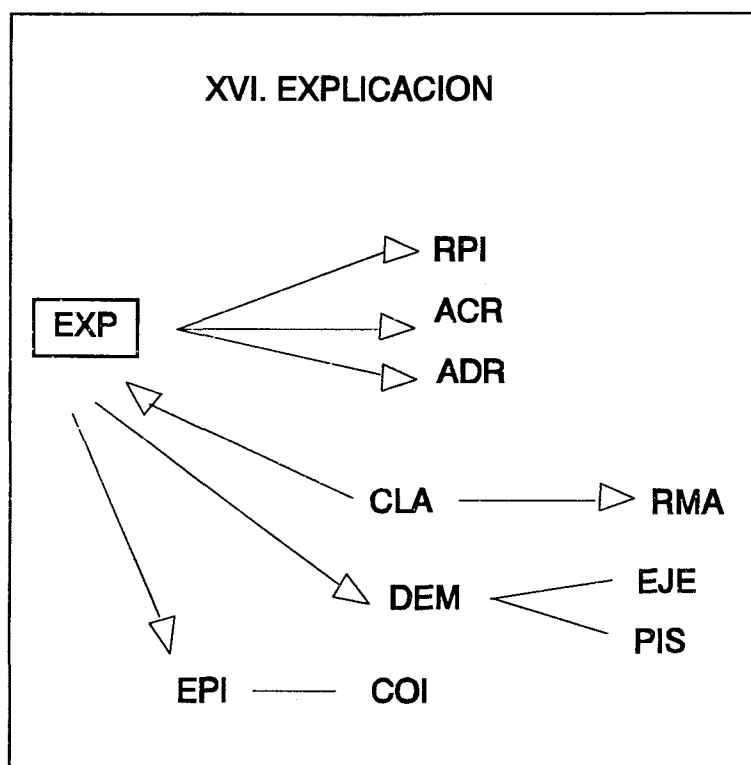 XVI. EXPLICACION
RPI
EXP
ACR
ADR
CLA
RMA
DEM
EJE
PIS
EPI
COI